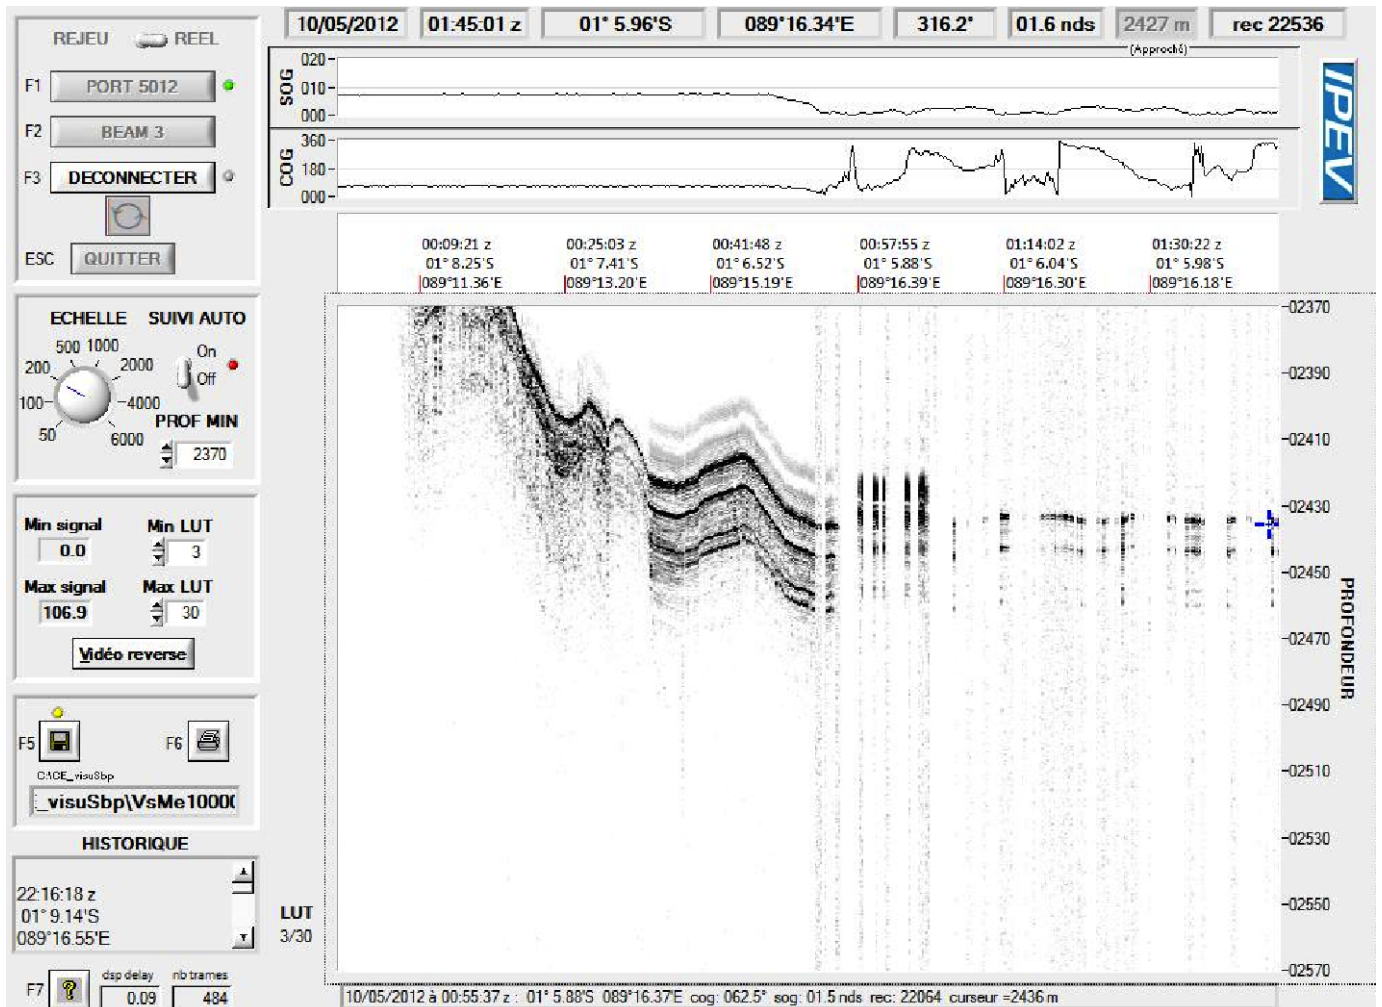 10/05/2012 01:45:01 z 01° 5.96'S 089°16.34'E 316.2° 01.6 nds 2427 m rec 22536
(Approché)
REJEU REEL
F1 PORT 5012
F2 BEAM 3
F3 DECONNECTER
ESC QUITTER
SOG
020
010
000
COG
360
180
000
IPEV
00:09:21 z 00:25:03 z 00:41:48 z 00:57:55 z 01:14:02 z 01:30:22 z
01° 8.25'S 01° 7.41'S 01° 6.52'S 01° 5.88'S 01° 6.04'S 01° 5.98'S
089°11.36'E 089°13.20'E 089°15.19'E 089°16.39'E 089°16.30'E 089°16.18'E
ECHELLE SUIVI AUTO
500 1000
200 2000
100 4000
50 6000
On
Off
PROF MIN
2370
Min signal Min LUT
0.0 3
Max signal Max LUT
106.9 30
Vidéo reverse
F5 F6
C:\CE_visuSbp
:_visuSbp\VsMe1000(
HISTORIQUE
22:16:18 z
01° 9.14'S
089°16.55'E
LUT
3/30
F7 ?
dsp delay nb trames
0.09 484
-02370
-02390
-02410
-02430
-02450
-02470
-02490
-02510
-02530
-02550
-02570
PROFONDEUR
10/05/2012 à 00:55:37 z : 01° 5.88'S 089°16.37'E cog: 062.5° sog: 01.5 nds rec: 22064 curseur =2436 m